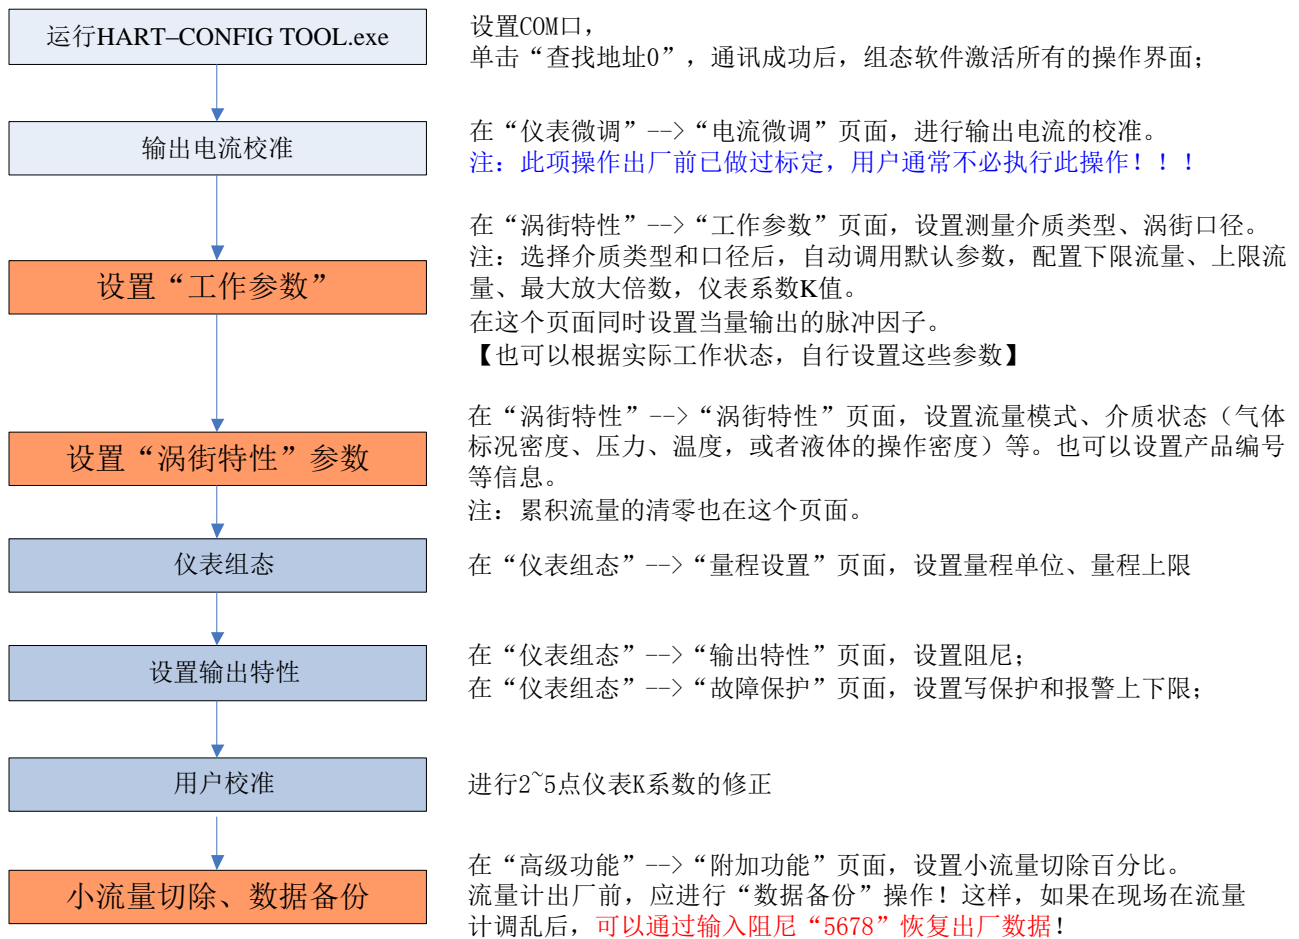 运行HART-CONFIG TOOL.exe
设置COM口，
单击“查找地址0”，通讯成功后，组态软件激活所有的操作界面；
输出电流校准
在“仪表微调”-->“电流微调”页面，进行输出电流的校准。
注：此项操作出厂前已做过标定，用户通常不必执行此操作！！！
设置“工作参数”
在“涡街特性”-->“工作参数”页面，设置测量介质类型、涡街口径。
注：选择介质类型和口径后，自动调用默认参数，配置下限流量、上限流
量、最大放大倍数，仪表系数K值。
在这个页面同时设置当量输出的脉冲因子。
【也可以根据实际工作状态，自行设置这些参数】
设置“涡街特性”参数
在“涡街特性”-->“涡街特性”页面，设置流量模式、介质状态（气体
标况密度、压力、温度，或者液体的操作密度）等。也可以设置产品编号
等信息。
注：累积流量的清零也在这个页面。
仪表组态
在“仪表组态”-->“量程设置”页面，设置量程单位、量程上限
设置输出特性
在“仪表组态”-->“输出特性”页面，设置阻尼；
在“仪表组态”-->“故障保护”页面，设置写保护和报警上下限；
用户校准
进行2~5点仪表K系数的修正
小流量切除、数据备份
在“高级功能”-->“附加功能”页面，设置小流量切除百分比。
流量计出厂前，应进行“数据备份”操作！这样，如果在现场在流量
计调乱后，可以通过输入阻尼“5678”恢复出厂数据！